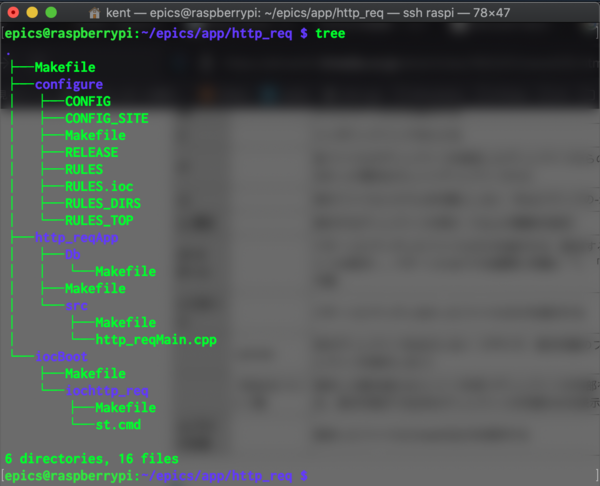 kent — epics@raspberrypi: ~/epics/app/http_req — ssh raspi — 78×47
[epics@raspberrypi:~/epics/app/http_req $ tree ]
.
├──Makefile
├──configure
│   ├──CONFIG
│   ├──CONFIG_SITE
│   ├──Makefile
│   ├──RELEASE
│   ├──RULES
│   ├──RULES.ioc
│   ├──RULES_DIRS
│   └──RULES_TOP
├──http_reqApp
│   ├──Db
│   │   └──Makefile
│   ├──Makefile
│   └──src
│       ├──Makefile
│       └──http_reqMain.cpp
└──iocBoot
    ├──Makefile
    └──iochttp_req
        ├──Makefile
        └──st.cmd
6 directories, 16 files
[epics@raspberrypi:~/epics/app/http_req $ ]